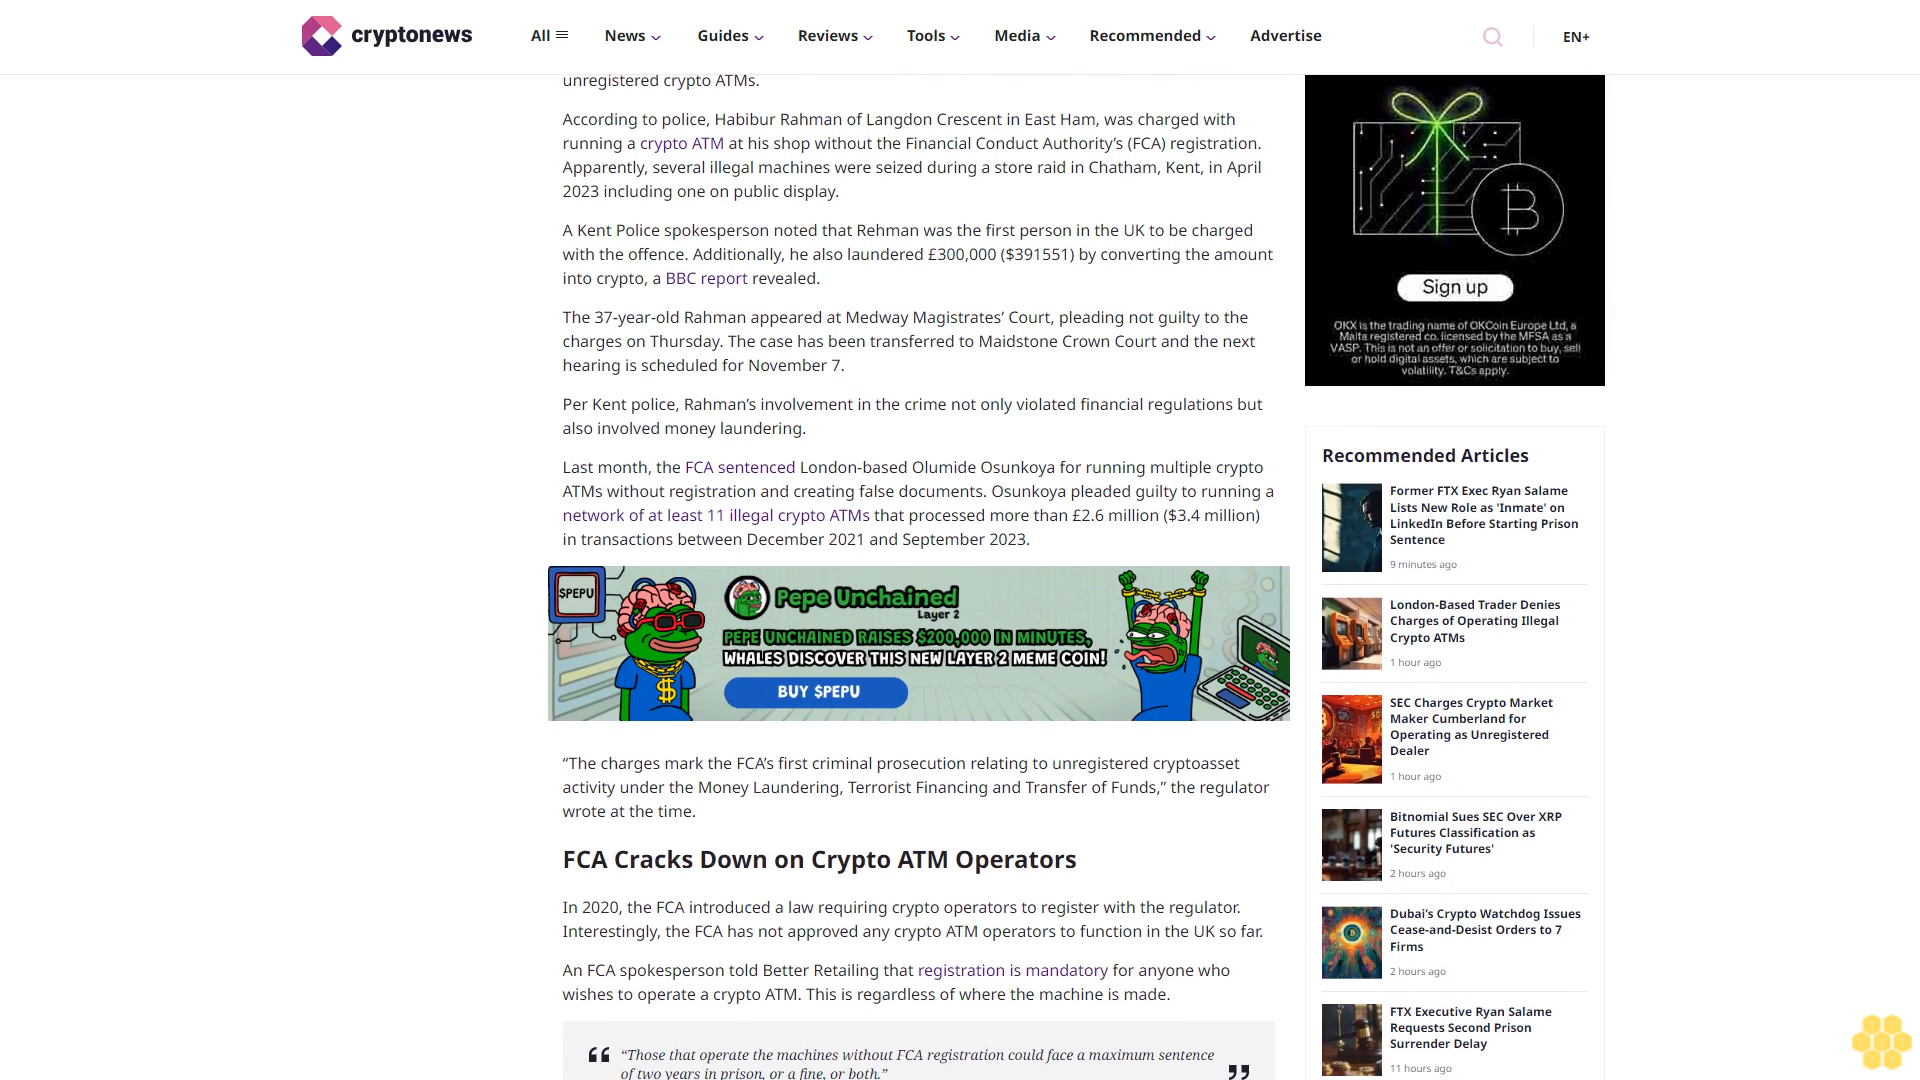 cryptonews
All
News
Guides
Reviews
Tools
Media
Recommended
Advertise
EN+
unregistered crypto ATMs.
According to police, Habibur Rahman of Langdon Crescent in East Ham, was charged with
running a crypto ATM at his shop without the Financial Conduct Authority’s (FCA) registration.
Apparently, several illegal machines were seized during a store raid in Chatham, Kent, in April
2023 including one on public display.
A Kent Police spokesperson noted that Rehman was the first person in the UK to be charged
with the offence. Additionally, he also laundered £300,000 ($391551) by converting the amount
into crypto, a BBC report revealed.
The 37-year-old Rahman appeared at Medway Magistrates’ Court, pleading not guilty to the
charges on Thursday. The case has been transferred to Maidstone Crown Court and the next
hearing is scheduled for November 7.
Per Kent police, Rahman’s involvement in the crime not only violated financial regulations but
also involved money laundering.
Last month, the FCA sentenced London-based Olumide Osunkoya for running multiple crypto
ATMs without registration and creating false documents. Osunkoya pleaded guilty to running a
network of at least 11 illegal crypto ATMs that processed more than £2.6 million ($3.4 million)
in transactions between December 2021 and September 2023.
$PEPU
Pepe Unchained
Layer 2
PEPE UNCHAINED RAISES $200,000 IN MINUTES,
WHALES DISCOVER THIS NEW LAYER 2 MEME COIN!
BUY $PEPU
“The charges mark the FCA’s first criminal prosecution relating to unregistered cryptoasset
activity under the Money Laundering, Terrorist Financing and Transfer of Funds,” the regulator
wrote at the time.
FCA Cracks Down on Crypto ATM Operators
In 2020, the FCA introduced a law requiring crypto operators to register with the regulator.
Interestingly, the FCA has not approved any crypto ATM operators to function in the UK so far.
An FCA spokesperson told Better Retailing that registration is mandatory for anyone who
wishes to operate a crypto ATM. This is regardless of where the machine is made.
“Those that operate the machines without FCA registration could face a maximum sentence
of two years in prison, or a fine, or both.”
Sign up
OKX is the trading name of OKCoin Europe Ltd, a
Malta registered co. licensed by the MFSA as a
VASP. This is not an offer or solicitation to buy, sell
or hold digital assets, which are subject to
volatility. T&Cs apply.
Recommended Articles
Former FTX Exec Ryan Salame
Lists New Role as 'Inmate' on
LinkedIn Before Starting Prison
Sentence
9 minutes ago
London-Based Trader Denies
Charges of Operating Illegal
Crypto ATMs
1 hour ago
SEC Charges Crypto Market
Maker Cumberland for
Operating as Unregistered
Dealer
1 hour ago
Bitnomial Sues SEC Over XRP
Futures Classification as
'Security Futures'
2 hours ago
Dubai’s Crypto Watchdog Issues
Cease-and-Desist Orders to 7
Firms
2 hours ago
FTX Executive Ryan Salame
Requests Second Prison
Surrender Delay
11 hours ago